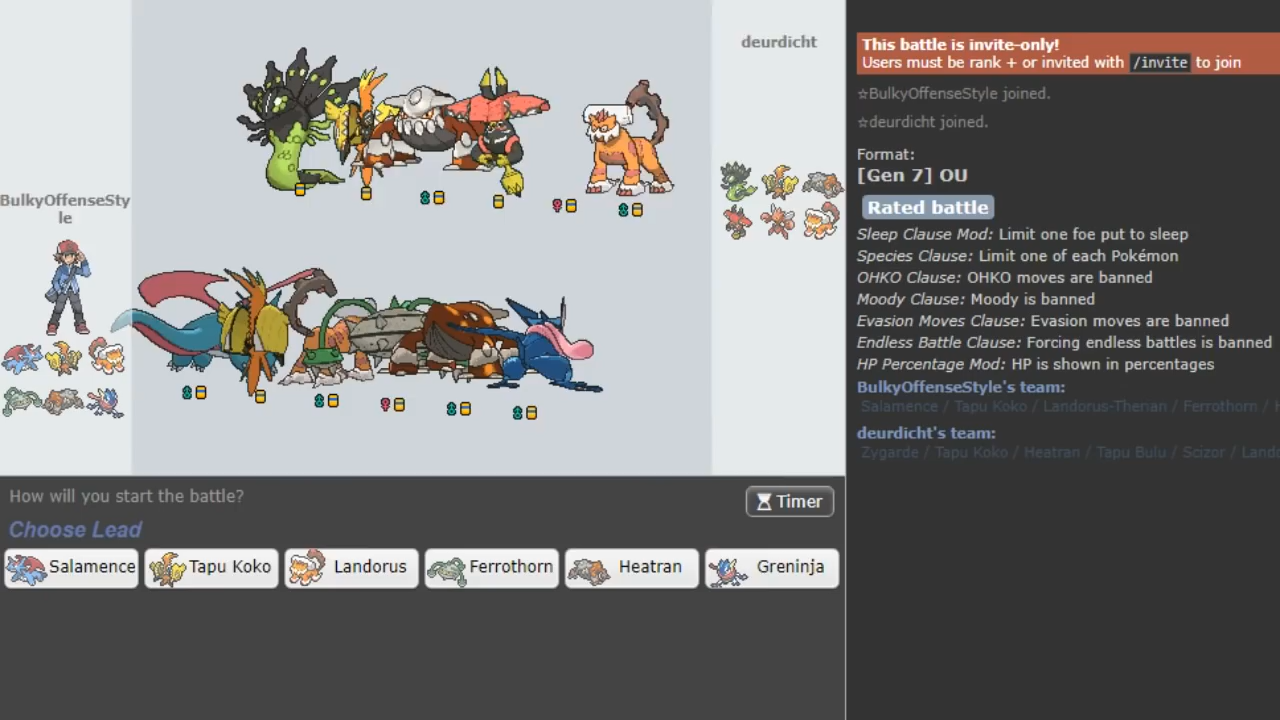 BulkyOffenseSty
le
deurdicht
This battle is invite-only!
Users must be rank + or invited with /invite to join
☆BulkyOffenseStyle joined.
☆deurdicht joined.
Format:
[Gen 7] OU
Rated battle
Sleep Clause Mod: Limit one foe put to sleep
Species Clause: Limit one of each Pokémon
OHKO Clause: OHKO moves are banned
Moody Clause: Moody is banned
Evasion Moves Clause: Evasion moves are banned
Endless Battle Clause: Forcing endless battles is banned
HP Percentage Mod: HP is shown in percentages
BulkyOffenseStyle's team:
Salamence / Tapu Koko / Landorus-Therian / Ferrothorn /
deurdicht's team:
Zygarde / Tapu Koko / Heatran / Tapu Bulu / Scizor / Lando
How will you start the battle?
Timer
Choose Lead
Salamence
Tapu Koko
Landorus
Ferrothorn
Heatran
Greninja